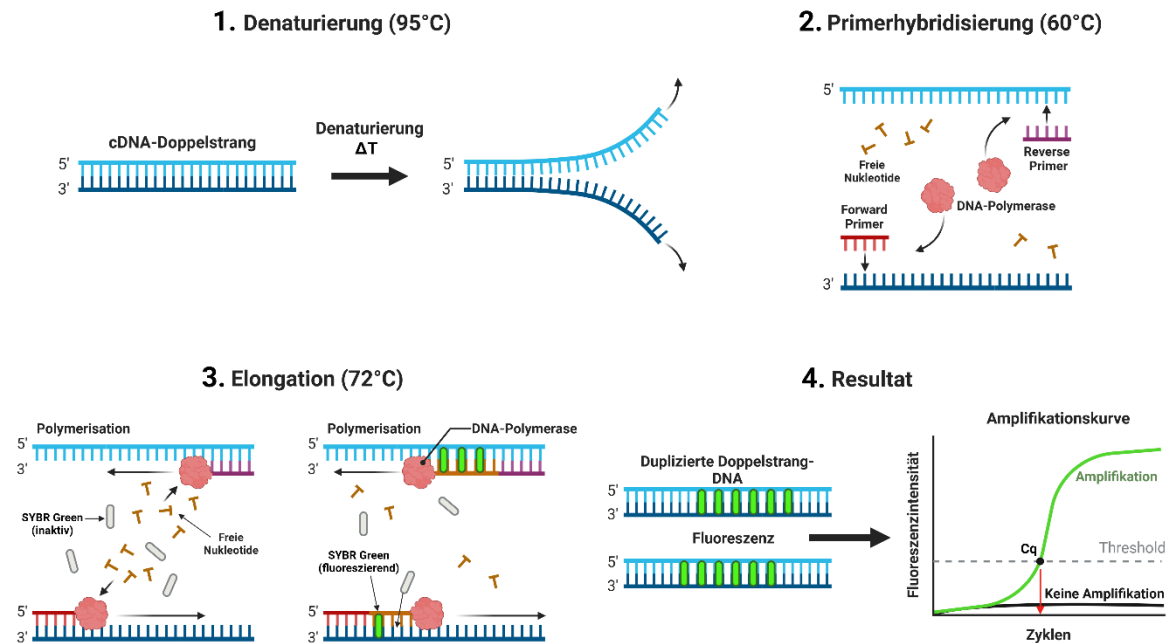 1. Denaturierung (95°C)
cDNA-Doppelstrang
5'
3'
Denaturierung
ΔT
5'
3'
2. Primerhybridisierung (60°C)
5'
Freie
Nukleotide
Reverse
Primer
DNA-Polymerase
Forward
Primer
3'
3. Elongation (72°C)
Polymerisation
5'
3'
SYBR Green
(inaktiv)
Freie
Nukleotide
5'
3'
Polymerisation
DNA-Polymerase
5'
3'
SYBR Green
(fluoreszierend)
5'
3'
4. Resultat
Duplizierte Doppelstrang-
DNA
5'
3'
Fluoreszenz
5'
3'
Amplifikationskurve
Fluoreszenzintensität
Amplifikation
Cq
Threshold
Keine Amplifikation
Zyklen